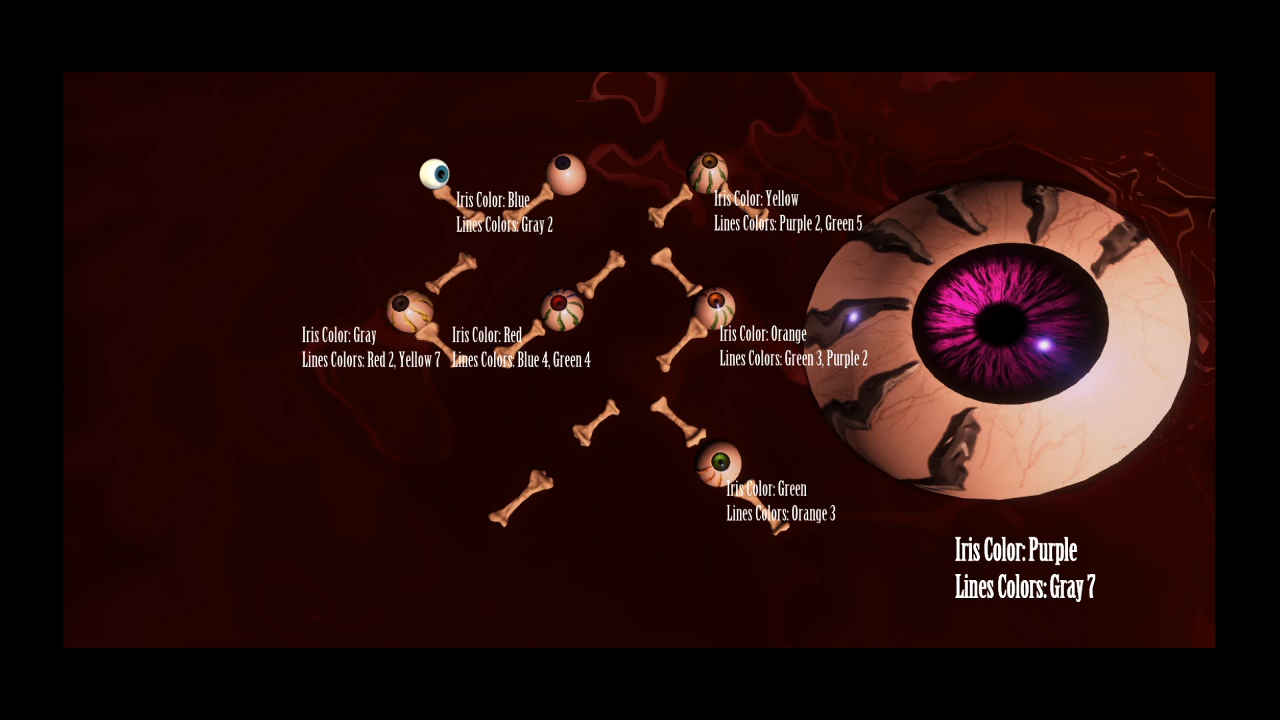 Iris Color: Blue
Lines Colors: Gray 2
Iris Color: Yellow
Lines Colors: Purple 2, Green 5
Iris Color: Gray
Lines Colors: Red 2, Yellow 7
Iris Color: Red
Lines Colors: Blue 4, Green 4
Iris Color: Orange
Lines Colors: Green 3, Purple 2
Iris Color: Green
Lines Colors: Orange 3
Iris Color: Purple
Lines Colors: Gray 7